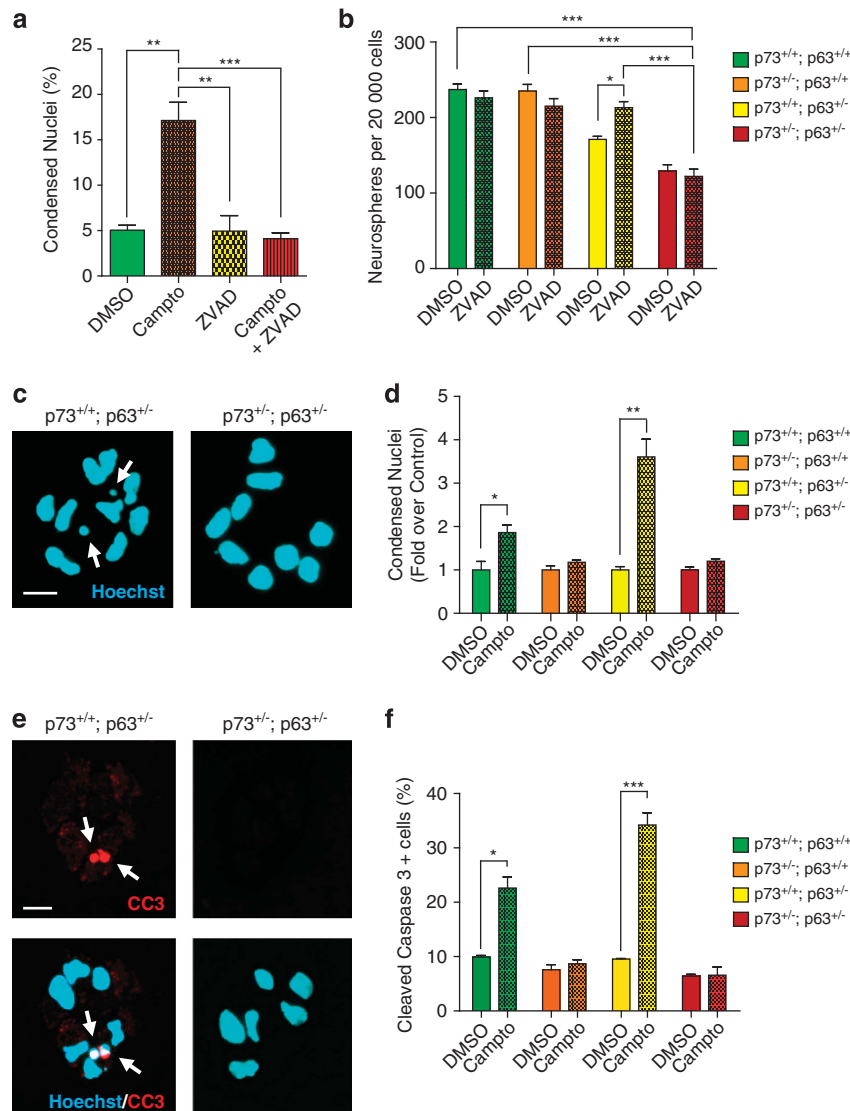 a
Condensed Nuclei (%)
25
20
15
10
5
0
**
***
**
DMSO
Campto
ZVAD
Campto
+ ZVAD
b
Neurospheres per 20 000 cells
300
200
100
0
***
***
***
*
DMSO
ZVAD
DMSO
ZVAD
DMSO
ZVAD
DMSO
ZVAD
p73+/+; p63+/+
p73+/-; p63+/+
p73+/+; p63+/-
p73+/-; p63+/-
c
p73+/+; p63+/-
p73+/-; p63+/-
Hoechst
d
Condensed Nuclei
(Fold over Control)
5
4
3
2
1
0
*
**
DMSO
Campto
DMSO
Campto
DMSO
Campto
DMSO
Campto
p73+/+; p63+/+
p73+/-; p63+/+
p73+/+; p63+/-
p73+/-; p63+/-
e
p73+/+; p63+/-
p73+/-; p63+/-
CC3
Hoechst/CC3
f
Cleaved Caspase 3 + cells (%)
40
30
20
10
0
*
***
DMSO
Campto
DMSO
Campto
DMSO
Campto
DMSO
Campto
p73+/+; p63+/+
p73+/-; p63+/+
p73+/+; p63+/-
p73+/-; p63+/-